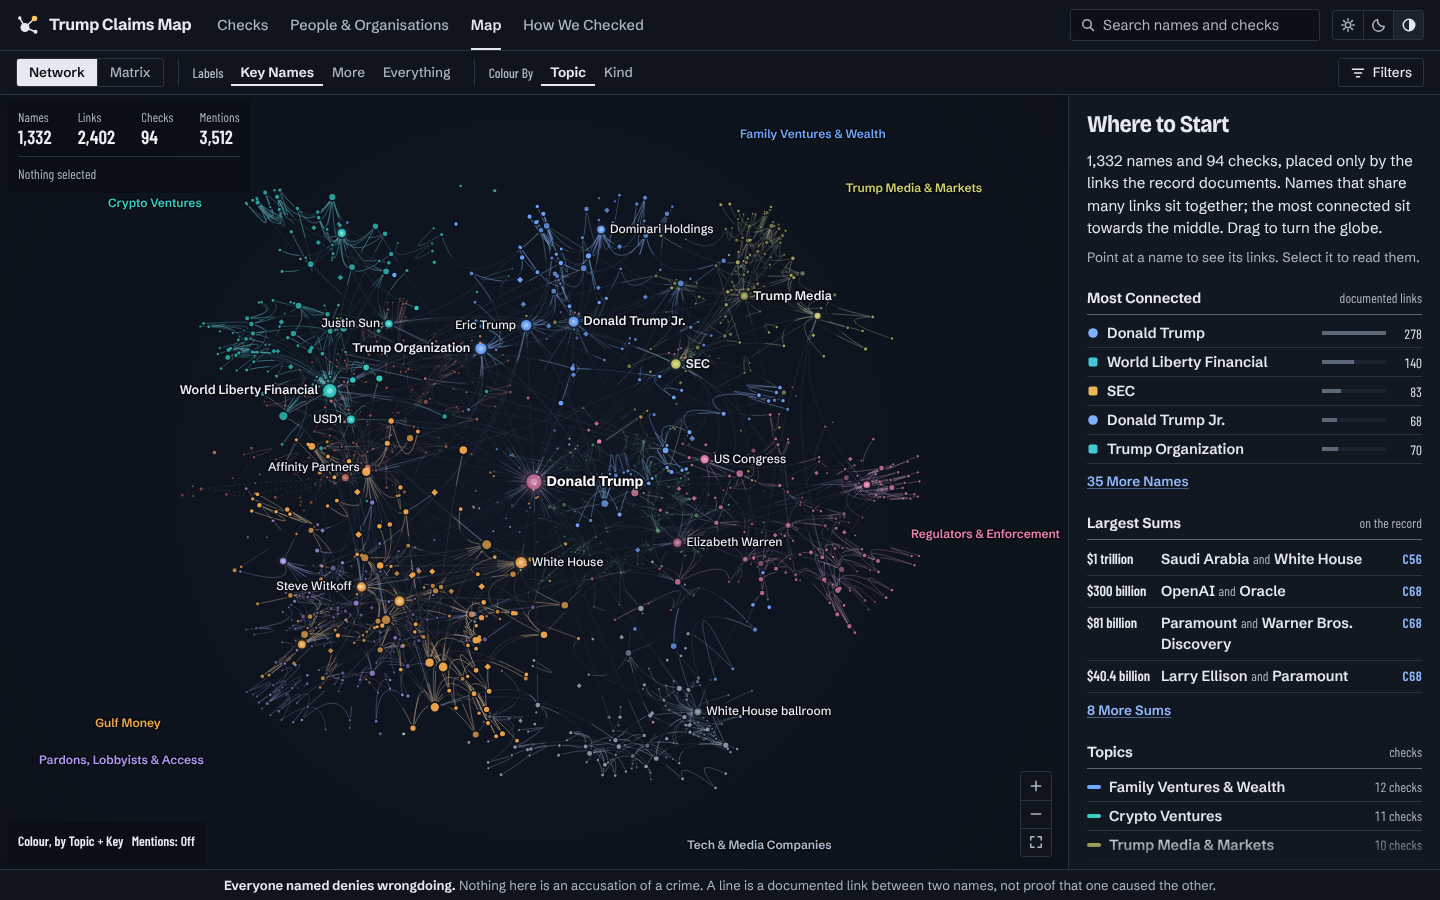 Trump Claims Map
Checks
People & Organisations
Map
How We Checked
Search names and checks
Network
Matrix
Labels
Key Names
More
Everything
Colour By
Topic
Kind
Filters
Names
Links
Checks
Mentions
1,332
2,402
94
3,512
Nothing selected
Family Ventures & Wealth
Trump Media & Markets
Crypto Ventures
Dominari Holdings
Trump Media
Justin Sun
Eric Trump
Donald Trump Jr.
Trump Organization
SEC
World Liberty Financial
USD1
US Congress
Affinity Partners
Donald Trump
Regulators & Enforcement
Elizabeth Warren
White House
Steve Witkoff
White House ballroom
Gulf Money
Pardons, Lobbyists & Access
Tech & Media Companies
Colour, by Topic + Key
Mentions: Off
Where to Start
1,332 names and 94 checks, placed only by the
links the record documents. Names that share
many links sit together; the most connected sit
towards the middle. Drag to turn the globe.
Point at a name to see its links. Select it to read them.
Most Connected
documented links
Donald Trump
278
World Liberty Financial
140
SEC
83
Donald Trump Jr.
68
Trump Organization
70
35 More Names
Largest Sums
on the record
$1 trillion
Saudi Arabia and White House
C56
$300 billion
OpenAI and Oracle
C68
$81 billion
Paramount and Warner Bros.
Discovery
C68
$40.4 billion
Larry Ellison and Paramount
C68
8 More Sums
Topics
checks
Family Ventures & Wealth
12 checks
Crypto Ventures
11 checks
Trump Media & Markets
10 checks
Everyone named denies wrongdoing. Nothing here is an accusation of a crime. A line is a documented link between two names, not proof that one caused the other.